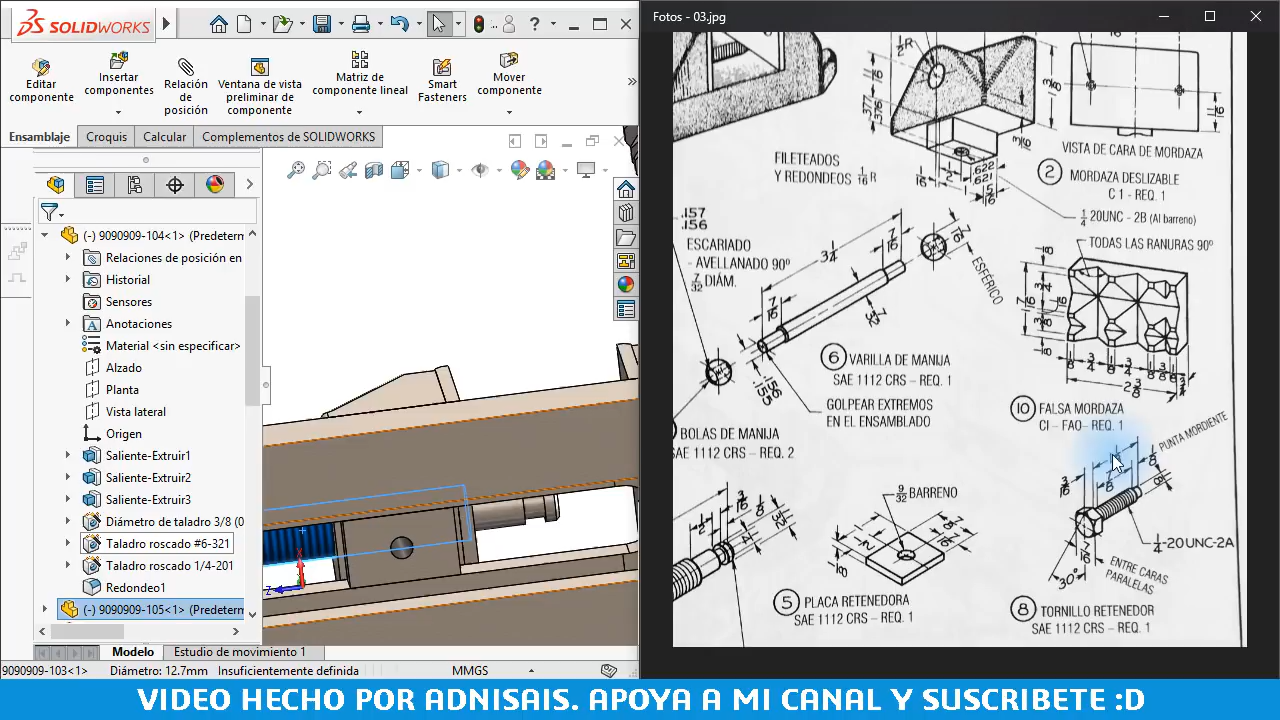 SOLIDWORKS
Editar
componente
Insertar
componentes
Relación
de
posición
Ventana de vista
preliminar de
componente
Matriz de
componente lineal
Smart
Fasteners
Mover
componente
Ensamblaje
Croquis
Calcular
Complementos de SOLIDWORKS
(-) 9090909-104<1> (Predeterm
Relaciones de posición en
Historial
Sensores
Anotaciones
Material <sin especificar>
Alzado
Planta
Vista lateral
Origen
Saliente-Extruir1
Saliente-Extruir2
Saliente-Extruir3
Diámetro de taladro 3/8 (0
Taladro roscado #6-321
Taladro roscado 1/4-201
Redondeo1
(-) 9090909-105<1> (Predeterm
Modelo
Estudio de movimiento 1
9090909-103<1>
Diámetro: 12.7mm
Insuficientemente definida
MMGS
Fotos - 03.jpg
FILETEADOS
Y REDONDEOS 1/16 R
VISTA DE CARA DE MORDAZA
2 MORDAZA DESLIZABLE
C 1 - REQ. 1
1/4 -20UNC - 2B (Al barreno)
TODAS LAS RANURAS 90°
.157
.156
ESCARIADO
- AVELLANADO 90°
7/32 DIÁM.
ESFÉRICO
6 VARILLA DE MANIJA
SAE 1112 CRS - REQ. 1
.156
.155
GOLPEAR EXTREMOS
EN EL ENSAMBLADO
10 FALSA MORDAZA
CI - FAO- REQ. 1
BOLAS DE MANIJA
SAE 1112 CRS - REQ. 2
PUNTA MORDIENTE
9/32 BARRENO
1/4-20UNC-2A
ENTRE CARAS
PARALELAS
30°
5 PLACA RETENEDORA
SAE 1112 CRS - REQ. 1
8 TORNILLO RETENEDOR
SAE 1112 CRS - REQ. 1
VIDEO HECHO POR ADNISAIS. APOYA A MI CANAL Y SUSCRIBETE :D